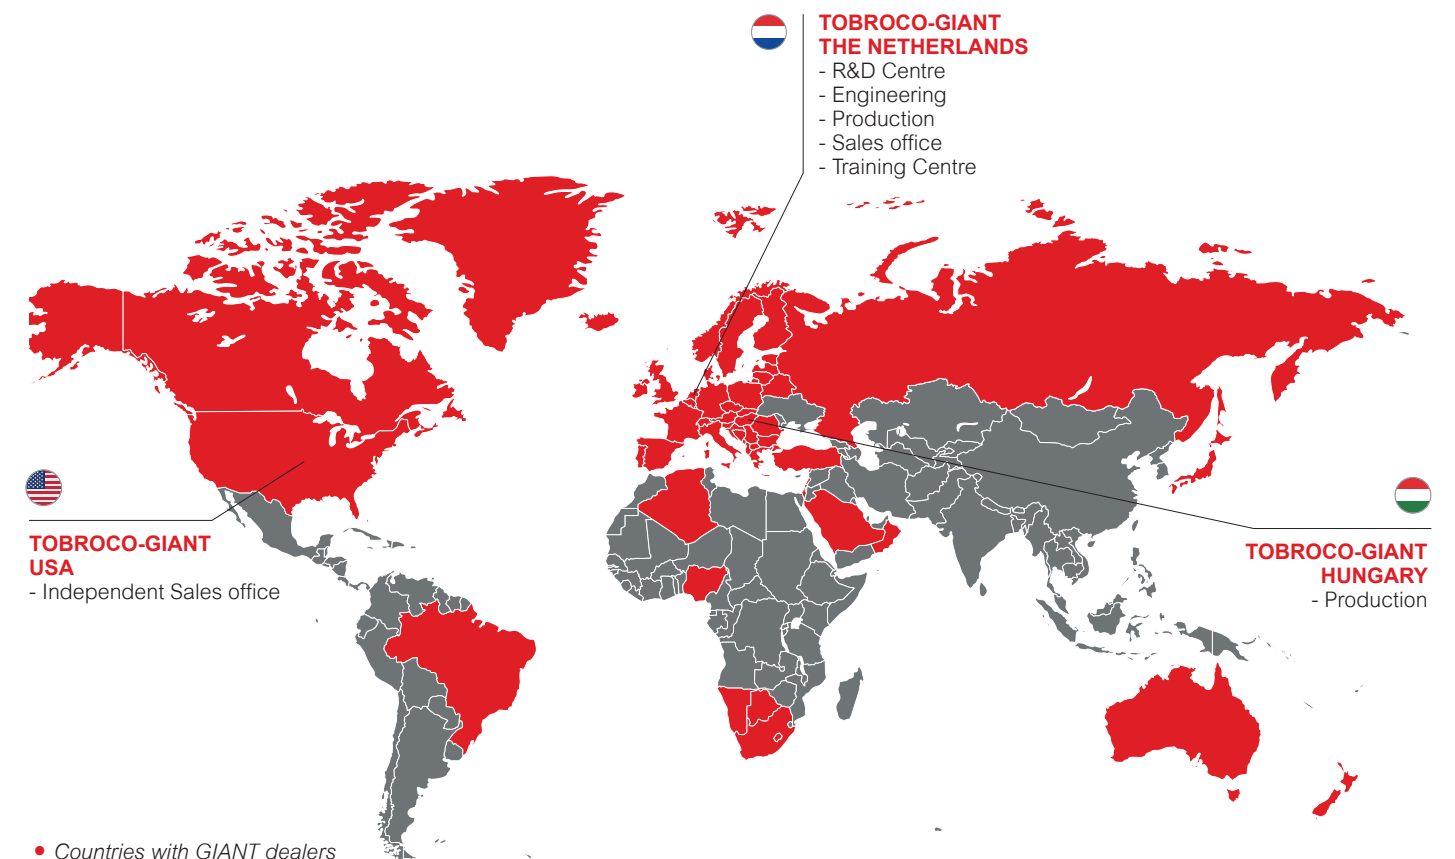 TOBROCO-GIANT
THE NETHERLANDS
- R&D Centre
- Engineering
- Production
- Sales office
- Training Centre
TOBROCO-GIANT
USA
- Independent Sales office
TOBROCO-GIANT
HUNGARY
- Production
• Countries with GIANT dealers